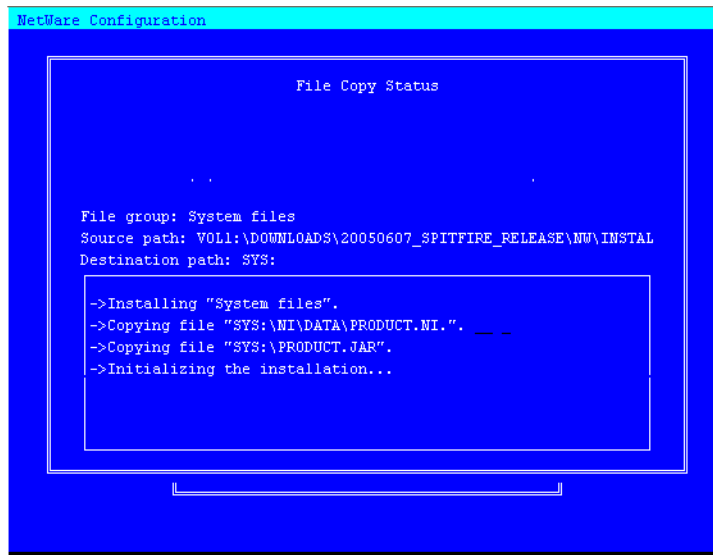 NetWare Configuration
File Copy Status
File group: System files
Source path: VOL1:\DOWNLOADS\20050607_SPITFIRE_RELEASE\NW\INSTAL
Destination path: SYS:
->Installing "System files".
->Copying file "SYS:\NI\DATA\PRODUCT.NI.".
->Copying file "SYS:\PRODUCT.JAR".
->Initializing the installation...